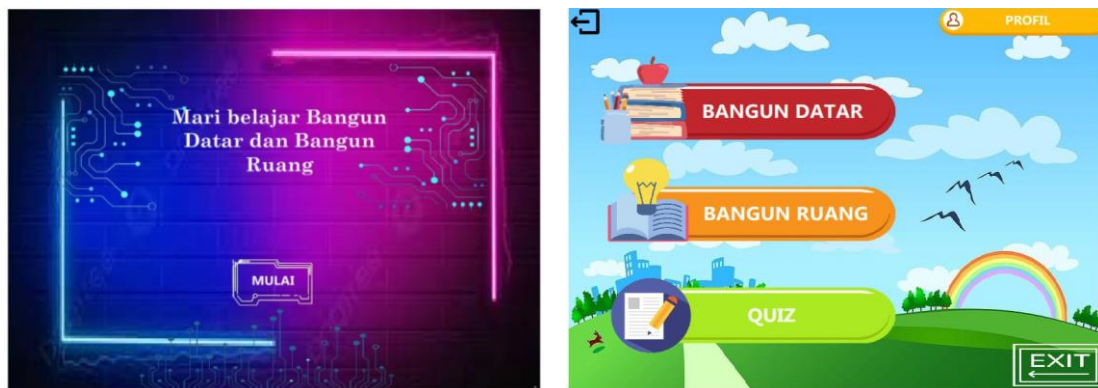 Mari belajar Bangun
Datar dan Bangun
Ruang
MULAI
PROFIL
BANGUN DATAR
BANGUN RUANG
QUIZ
EXIT